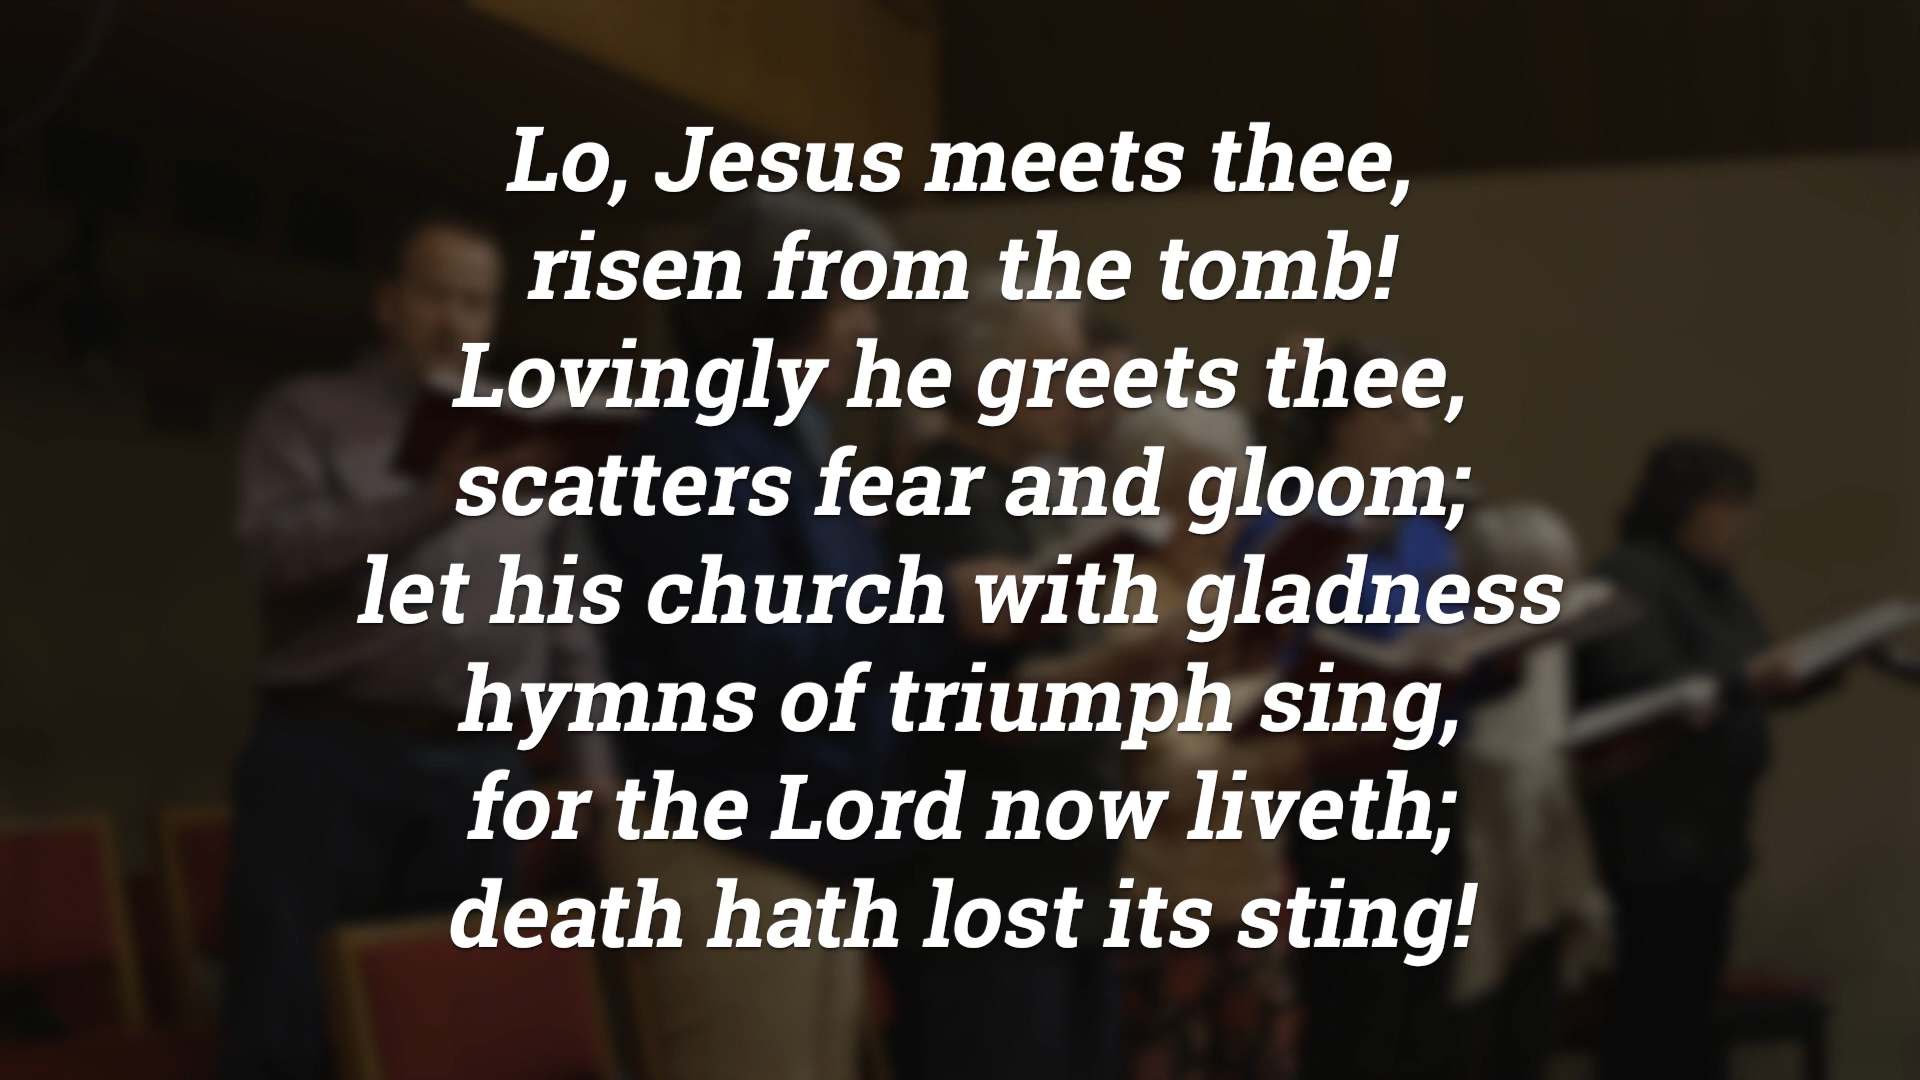 Lo, Jesus meets thee,
risen from the tomb!
Lovingly he greets thee,
scatters fear and gloom;
let his church with gladness
hymns of triumph sing,
for the Lord now liveth;
death hath lost its sting!